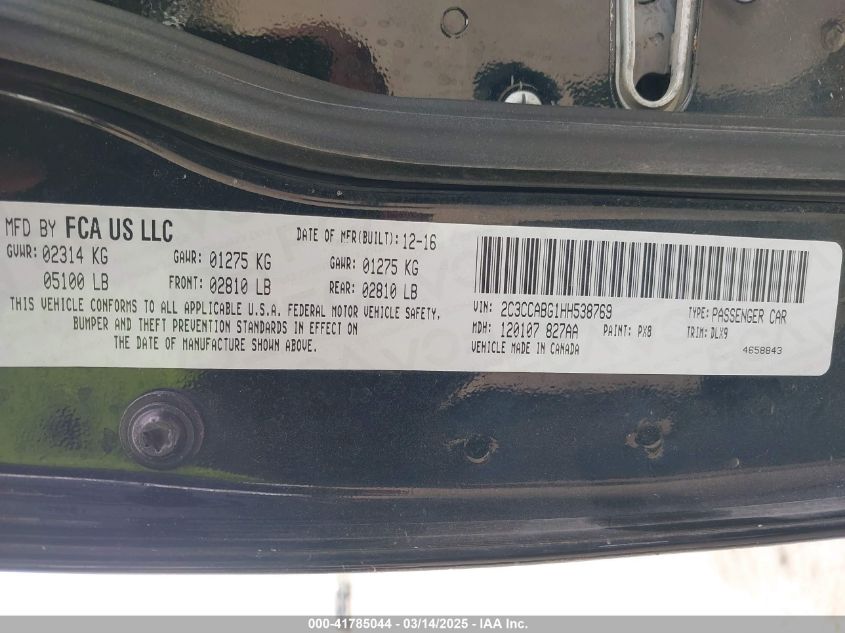 MFD BY FCA US LLC DATE OF MFR(BUILT): 12-16
GVWR: 02314 KG GAWR: 01275 KG GAWR: 01275 KG
05100 LB FRONT: 02810 LB REAR: 02810 LB
THIS VEHICLE CONFORMS TO ALL APPLICABLE U.S.A. FEDERAL MOTOR VEHICLE SAFETY,
BUMPER AND THEFT PREVENTION STANDARDS IN EFFECT ON
THE DATE OF MANUFACTURE SHOWN ABOVE.
VIN: 2C3CCABG1HH538769 TYPE: PASSENGER CAR
MDH: 120107 827AA PAINT: PX8 TRIM: DLX9
VEHICLE MADE IN CANADA 4658843
000-41785044 — 03/14/2025 — IAA Inc.